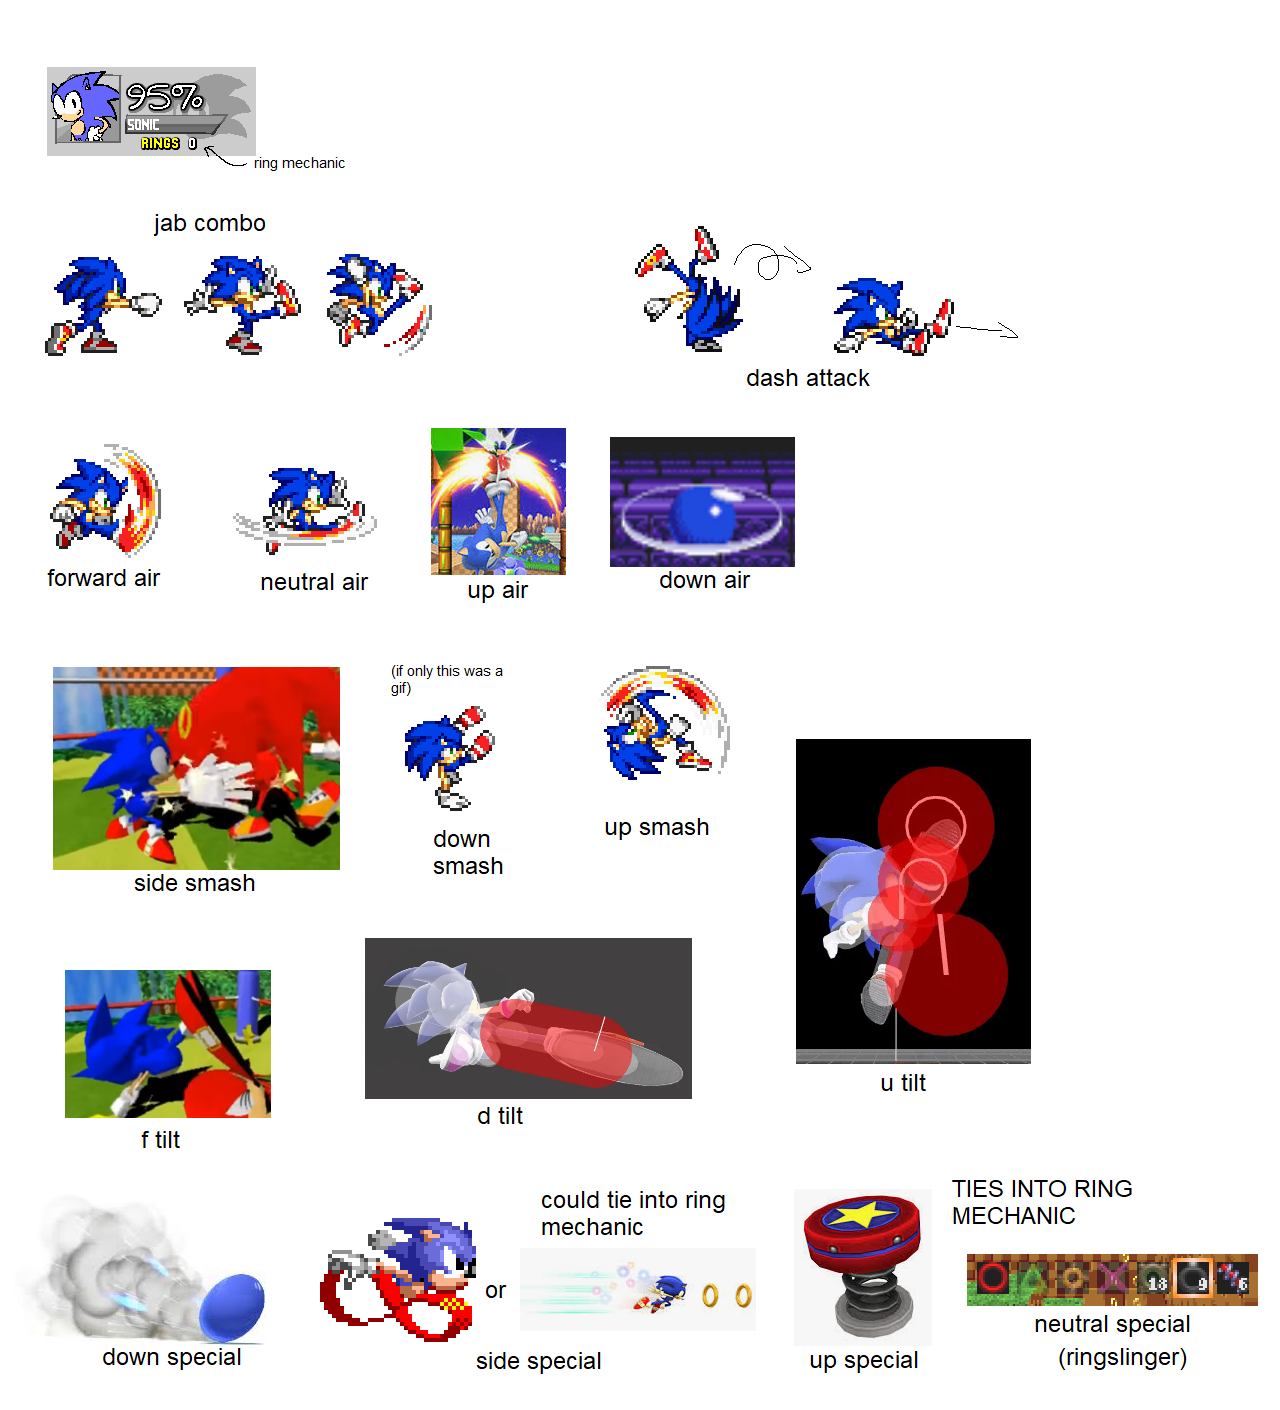 95%
SONIC
RINGS 0
ring mechanic
jab combo
dash attack
forward air
neutral air
up air
down air
(if only this was a
gif)
side smash
down
smash
up smash
f tilt
d tilt
u tilt
could tie into ring
mechanic
or
TIES INTO RING
MECHANIC
18
9
6
down special
side special
up special
neutral special
(ringslinger)